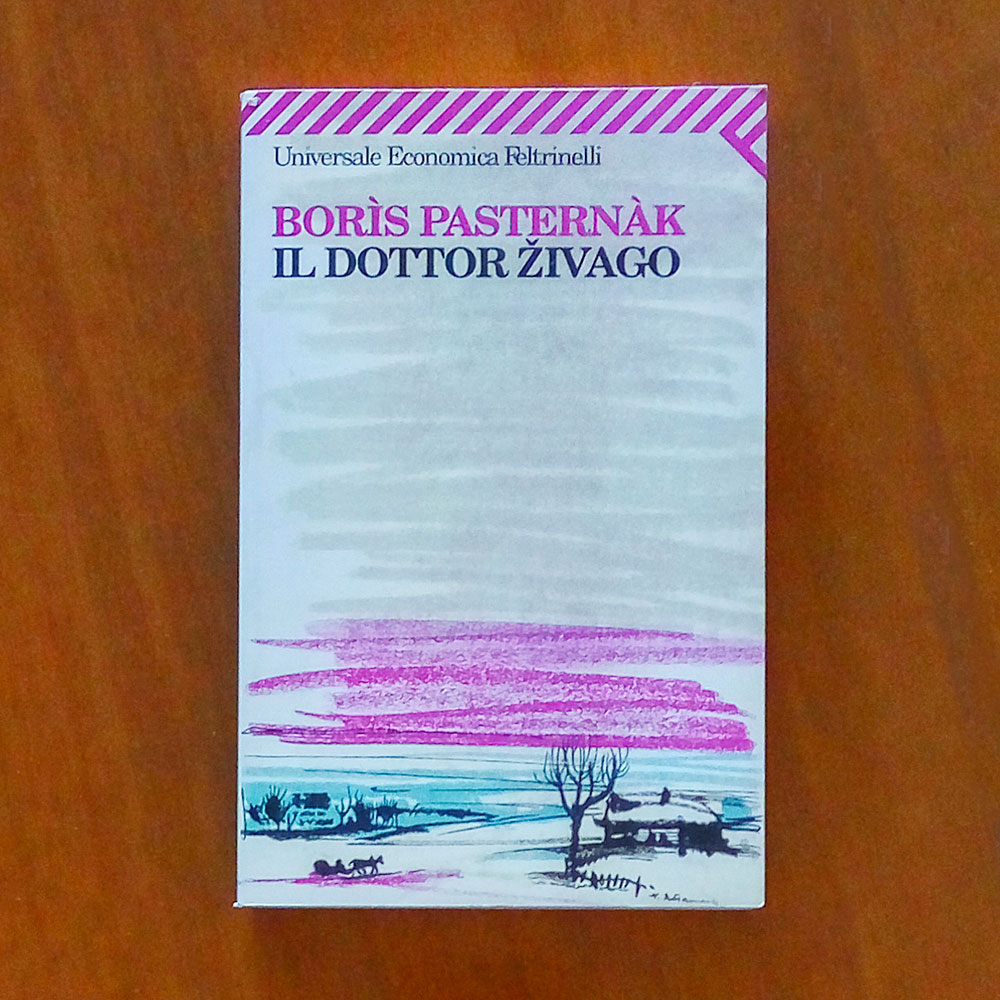 Universale Economica Feltrinelli
BORÌS PASTERNÀK
IL DOTTOR ŽIVAGO